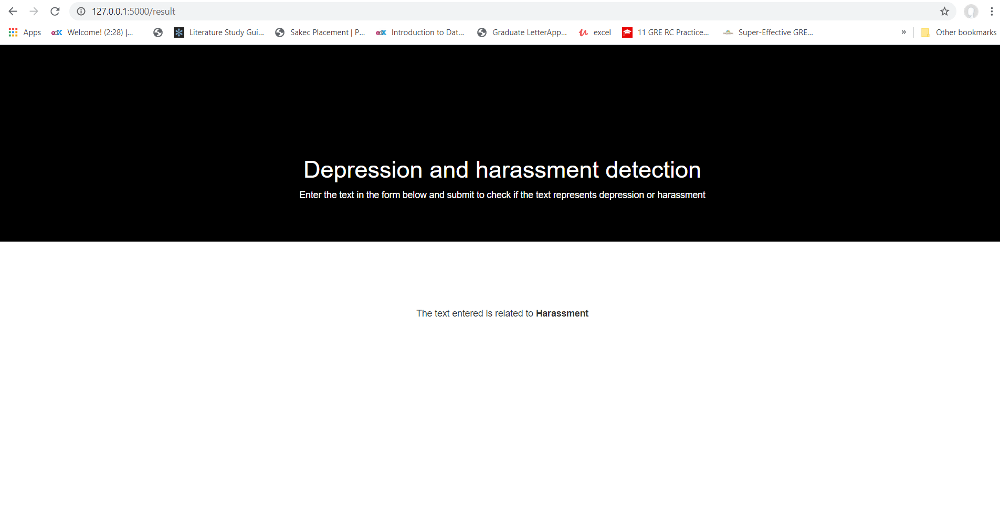 127.0.0.1:5000/result
Apps edX Welcome! (2:28) |... Literature Study Gui... Sakec Placement | P... edX Introduction to Dat... Graduate LetterApp... excel 11 GRE RC Practice... Super-Effective GRE... » Other bookmarks
Depression and harassment detection
Enter the text in the form below and submit to check if the text represents depression or harassment
The text entered is related to Harassment